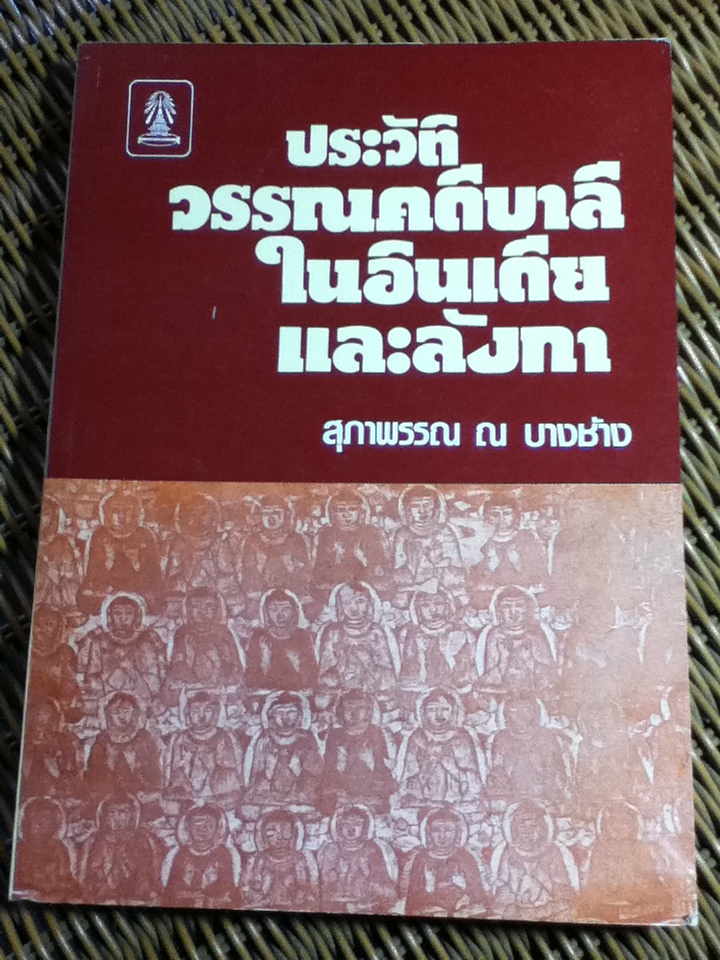 ประวัติ
วรรณคดีบาลี
ในอินเดีย
และลังกา
สุภาพรรณ ณ บางช้าง